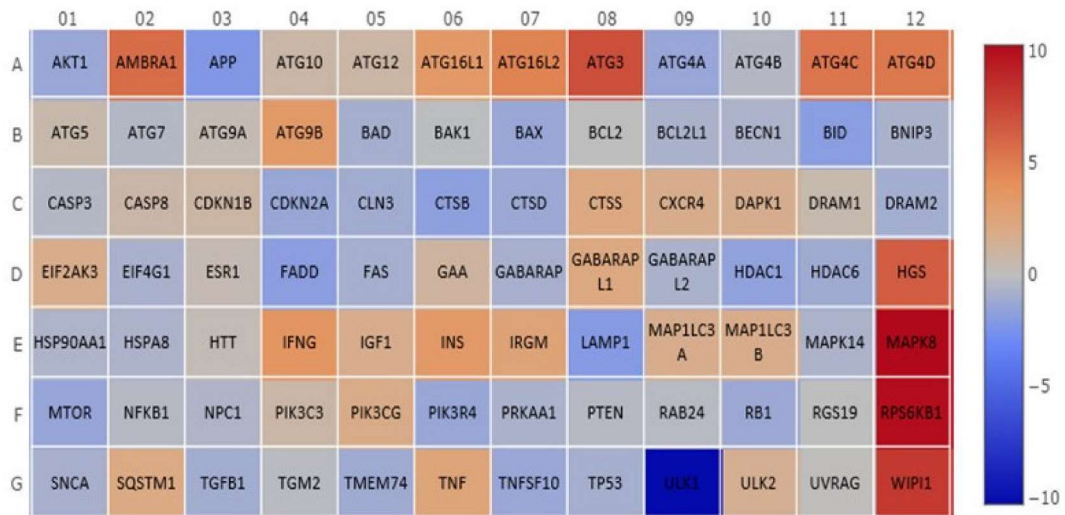 01 02 03 04 05 06 07 08 09 10 11 12
A AKT1 AMBRA1 APP ATG10 ATG12 ATG16L1 ATG16L2 ATG3 ATG4A ATG4B ATG4C ATG4D
B ATG5 ATG7 ATG9A ATG9B BAD BAK1 BAX BCL2 BCL2L1 BECN1 BID BNIP3
C CASP3 CASP8 CDKN1B CDKN2A CLN3 CTSB CTSD CTSS CXCR4 DAPK1 DRAM1 DRAM2
D EIF2AK3 EIF4G1 ESR1 FADD FAS GAA GABARAP GABARAP L1 GABARAP L2 HDAC1 HDAC6 HGS
E HSP90AA1 HSPA8 HTT IFNG IGF1 INS IRGM LAMP1 MAP1LC3 A MAP1LC3 B MAPK14 MAPK8
F MTOR NFKB1 NPC1 PIK3C3 PIK3CG PIK3R4 PRKAA1 PTEN RAB24 RB1 RGS19 RPS6KB1
G SNCA SQSTM1 TGFB1 TGM2 TMEM74 TNF TNFSF10 TP53 ULK1 ULK2 UVRAG WIPI1
10
5
0
−5
−10